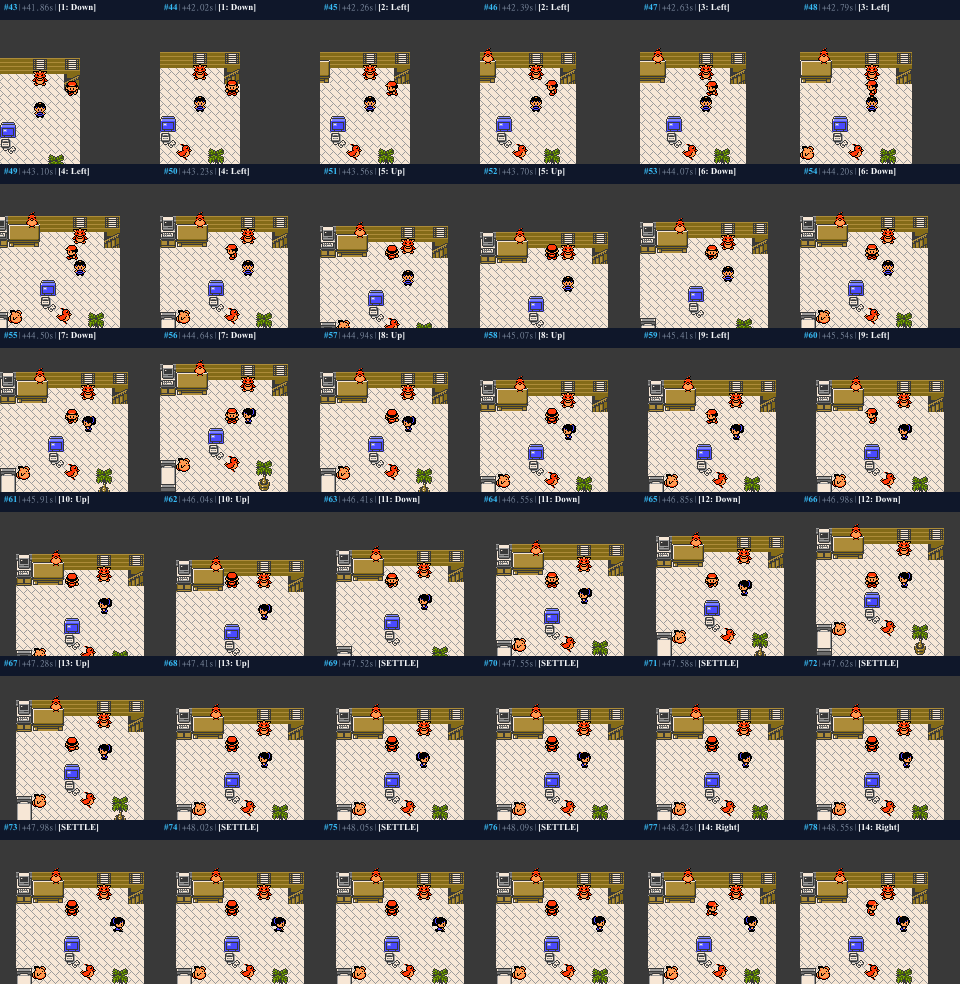 #43|+41.86s|[1: Down] #44|+42.02s|[1: Down] #45|+42.26s|[2: Left] #46|+42.39s|[2: Left] #47|+42.63s|[3: Left] #48|+42.79s|[3: Left]
#49|+43.10s|[4: Left] #50|+43.23s|[4: Left] #51|+43.56s|[5: Up] #52|+43.70s|[5: Up] #53|+44.07s|[6: Down] #54|+44.20s|[6: Down]
#55|+44.50s|[7: Down] #56|+44.64s|[7: Down] #57|+44.94s|[8: Up] #58|+45.07s|[8: Up] #59|+45.41s|[9: Left] #60|+45.54s|[9: Left]
#61|+45.91s|[10: Up] #62|+46.04s|[10: Up] #63|+46.41s|[11: Down] #64|+46.55s|[11: Down] #65|+46.85s|[12: Down] #66|+46.98s|[12: Down]
#67|+47.28s|[13: Up] #68|+47.41s|[13: Up] #69|+47.52s|[SETTLE] #70|+47.55s|[SETTLE] #71|+47.58s|[SETTLE] #72|+47.62s|[SETTLE]
#73|+47.98s|[SETTLE] #74|+48.02s|[SETTLE] #75|+48.05s|[SETTLE] #76|+48.09s|[SETTLE] #77|+48.42s|[14: Right] #78|+48.55s|[14: Right]